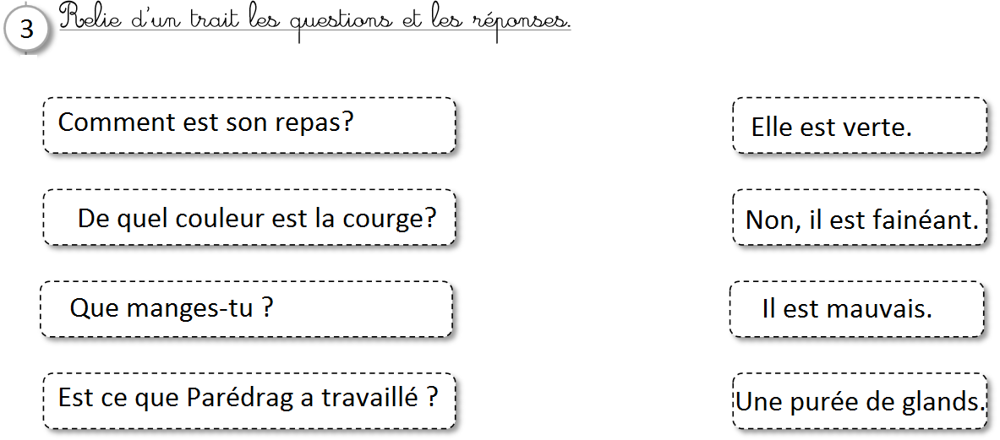 3 Relie d'un trait les questions et les réponses.
Comment est son repas?
Elle est verte.
De quel couleur est la courge?
Non, il est fainéant.
Que manges-tu ?
Il est mauvais.
Est ce que Parédrag a travaillé ?
Une purée de glands.